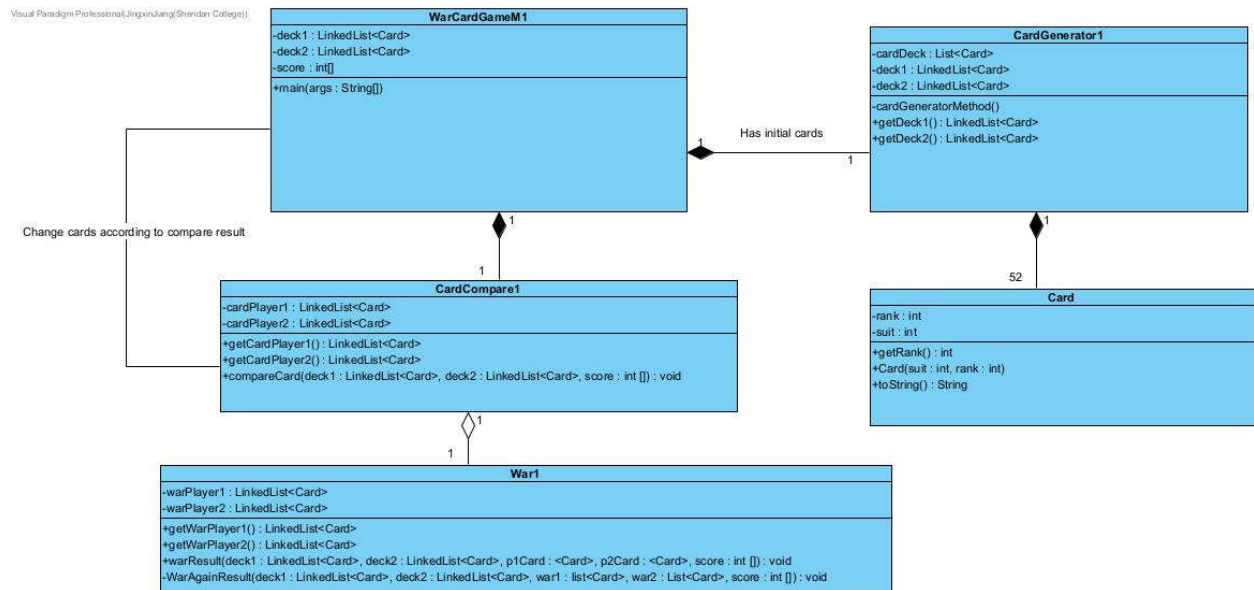 Visual Paradigm Professional(JingxinJiang(Sheridan College))
WarCardGameM1
-deck1 : LinkedList<Card>
-deck2 : LinkedList<Card>
-score : int[]
+main(args : String[])
CardGenerator1
-cardDeck : List<Card>
-deck1 : LinkedList<Card>
-deck2 : LinkedList<Card>
-cardGeneratorMethod()
+getDeck1() : LinkedList<Card>
+getDeck2() : LinkedList<Card>
1
Has initial cards
1
Change cards according to compare result
1
1
1
52
CardCompare1
-cardPlayer1 : LinkedList<Card>
-cardPlayer2 : LinkedList<Card>
+getCardPlayer1() : LinkedList<Card>
+getCardPlayer2() : LinkedList<Card>
+compareCard(deck1 : LinkedList<Card>, deck2 : LinkedList<Card>, score : int []) : void
Card
-rank : int
-suit : int
+getRank() : int
+Card(suit : int, rank : int)
+toString() : String
1
1
War1
-warPlayer1 : LinkedList<Card>
-warPlayer2 : LinkedList<Card>
+getWarPlayer1() : LinkedList<Card>
+getWarPlayer2() : LinkedList<Card>
+warResult(deck1 : LinkedList<Card>, deck2 : LinkedList<Card>, p1Card : <Card>, p2Card : <Card>, score : int []) : void
-WarAgainResult(deck1 : LinkedList<Card>, deck2 : LinkedList<Card>, war1 : list<Card>, war2 : List<Card>, score : int []) : void